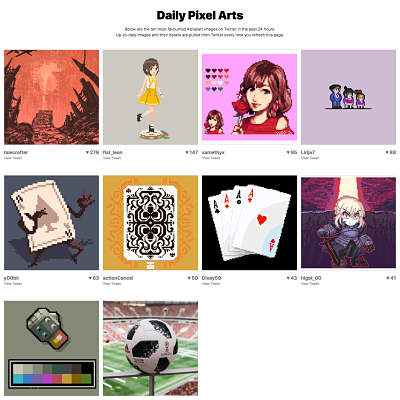 Daily Pixel Arts
Below are the ten most favourited #pixelart images on Twitter in the past 24 hours.
Up-to-date images and their details are pulled from Twitter every time you refresh this page.
talecrafter ♥ 279
View Tweet
flat_leon ♥ 147
View Tweet
xamethyx ♥ 95
View Tweet
Lirija7 ♥ 88
View Tweet
y00bil ♥ 63
View Tweet
actionCancel ♥ 50
View Tweet
Dixsy59 ♥ 43
View Tweet
higat_00 ♥ 41
View Tweet